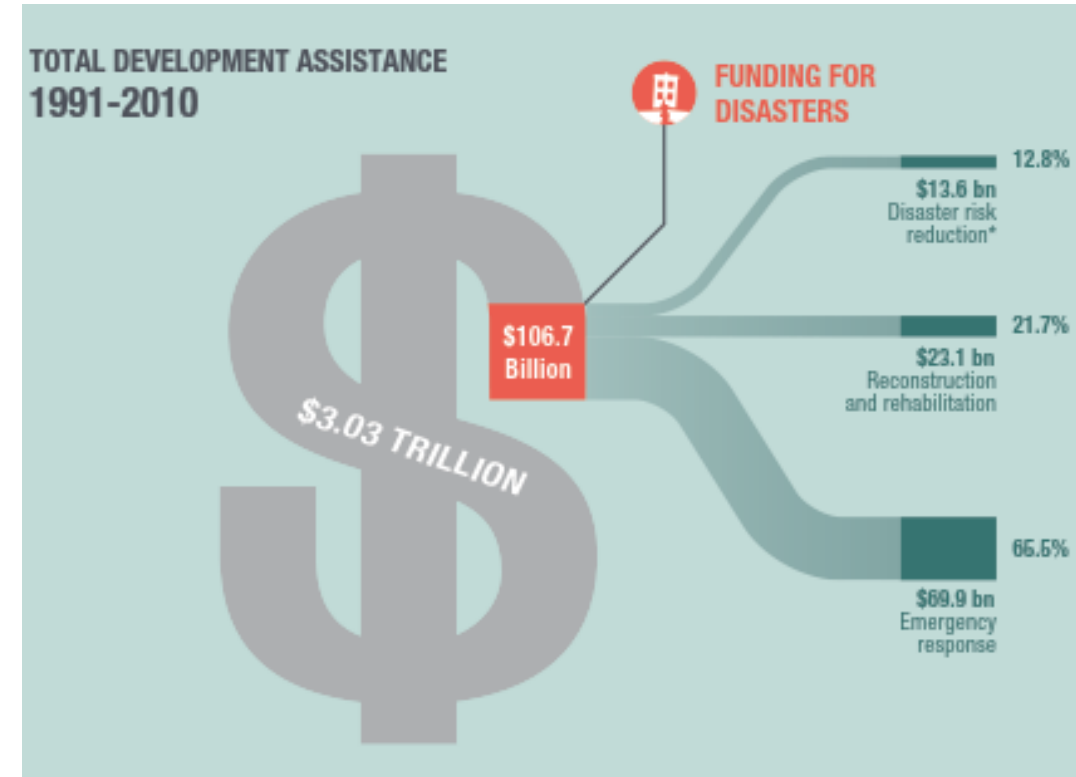 TOTAL DEVELOPMENT ASSISTANCE
1991-2010
FUNDING FOR
DISASTERS
12.8%
$13.6 bn
Disaster risk
reduction*
$106.7
Billion
21.7%
$23.1 bn
Reconstruction
and rehabilitation
$3.03 TRILLION
65.5%
$69.9 bn
Emergency
response